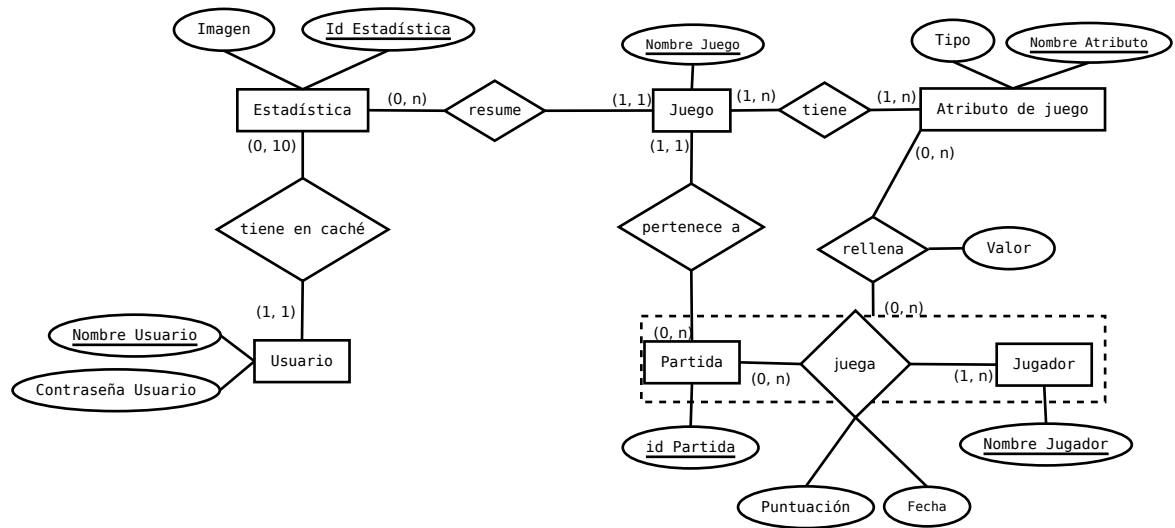 Imagen
Id Estadística
Nombre Juego
Tipo
Nombre Atributo
Estadística
(0, n)
resume
(1, 1)
Juego
(1, n)
tiene
(1, n)
Atributo de juego
(0, 10)
(1, 1)
(0, n)
tiene en caché
pertenece a
rellena
Valor
(1, 1)
(0, n)
(0, n)
Nombre Usuario
Usuario
Contraseña Usuario
Partida
(0, n)
juega
(1, n)
Jugador
id Partida
Nombre Jugador
Puntuación
Fecha